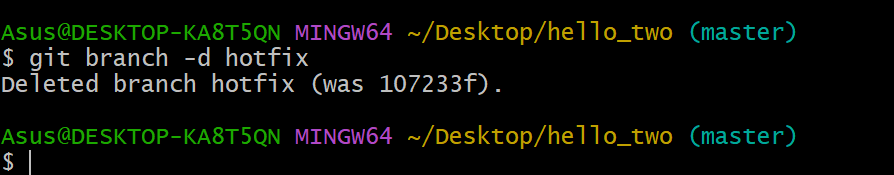 Asus@DESKTOP-KA8T5QN MINGW64 ~/Desktop/hello_two (master)
$ git branch -d hotfix
Deleted branch hotfix (was 107233f).
Asus@DESKTOP-KA8T5QN MINGW64 ~/Desktop/hello_two (master)
$